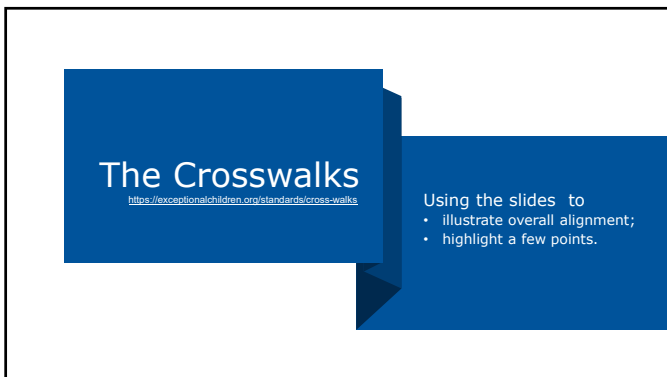 The Crosswalks
https://exceptionalchildren.org/standards/cross-walks
Using the slides  to
• illustrate overall alignment;
• highlight a few points.